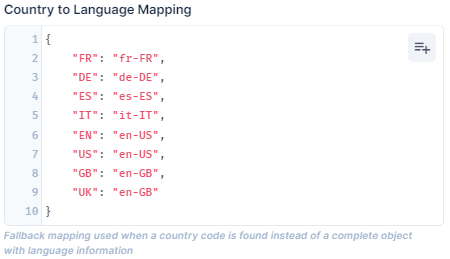 Country to Language Mapping
1 {
2     "FR": "fr-FR",
3     "DE": "de-DE",
4     "ES": "es-ES",
5     "IT": "it-IT",
6     "EN": "en-US",
7     "US": "en-US",
8     "GB": "en-GB",
9     "UK": "en-GB"
10 }
Fallback mapping used when a country code is found instead of a complete object
with language information